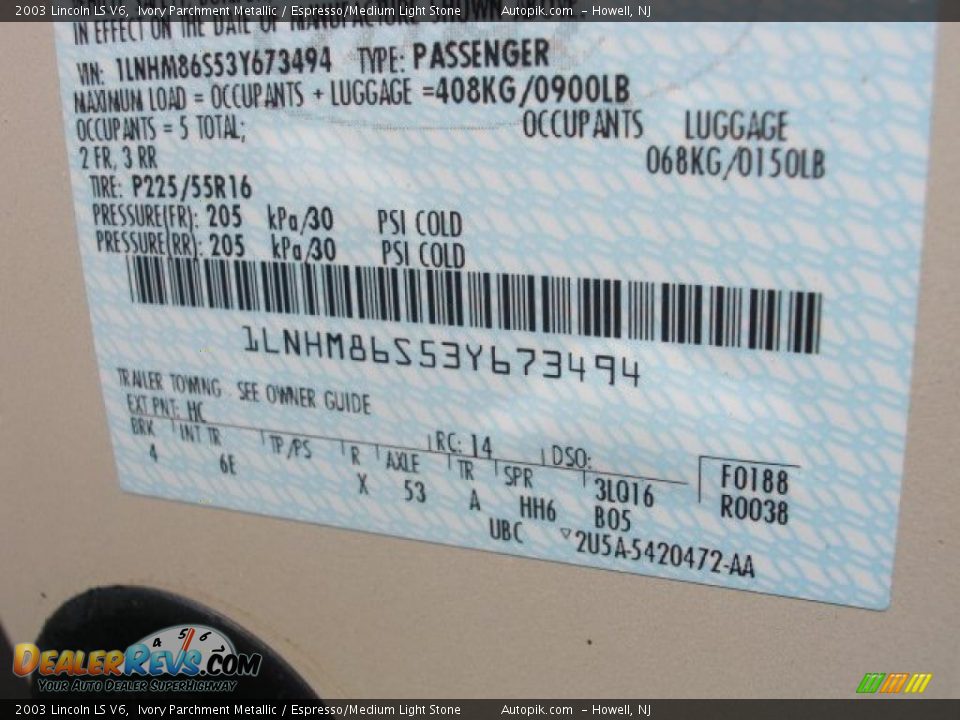 2003 Lincoln LS V6, Ivory Parchment Metallic / Espresso/Medium Light Stone Autopik.com - Howell, NJ
IN EFFECT ON THE DATE OF MANUFACTURE SHOWN
VIN: 1LNHM86S53Y673494 TYPE: PASSENGER
MAXIMUM LOAD = OCCUPANTS + LUGGAGE =408KG/0900LB
OCCUPANTS = 5 TOTAL; OCCUPANTS LUGGAGE
2 FR, 3 RR 068KG/0150LB
TIRE: P225/55R16
PRESSURE(FR): 205 kPa/30 PSI COLD
PRESSURE(RR): 205 kPa/30 PSI COLD
1LNHM86S53Y673494
TRAILER TOWING - SEE OWNER GUIDE
EXT PNT: HC RC: 14 DSO: F0188
BRK INT TR TP/PS R AXLE TR SPR 3L016 R0038
4 6E X 53 A HH6 B05
UBC ▽2U5A-5420472-AA
4 5 6
DEALERREVS.COM
YOUR AUTO DEALER SUPERHIGHWAY
2003 Lincoln LS V6, Ivory Parchment Metallic / Espresso/Medium Light Stone Autopik.com - Howell, NJ